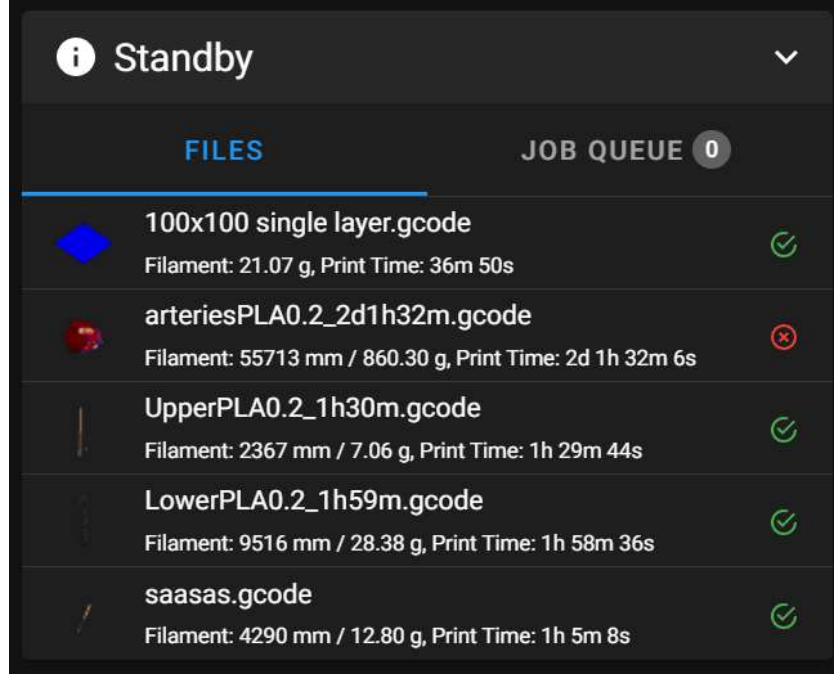 Standby
FILES
JOB QUEUE 0
100x100 single layer.gcode
Filament: 21.07 g, Print Time: 36m 50s
arteriesPLA0.2_2d1h32m.gcode
Filament: 55713 mm / 860.30 g, Print Time: 2d 1h 32m 6s
UpperPLA0.2_1h30m.gcode
Filament: 2367 mm / 7.06 g, Print Time: 1h 29m 44s
LowerPLA0.2_1h59m.gcode
Filament: 9516 mm / 28.38 g, Print Time: 1h 58m 36s
saasas.gcode
Filament: 4290 mm / 12.80 g, Print Time: 1h 5m 8s